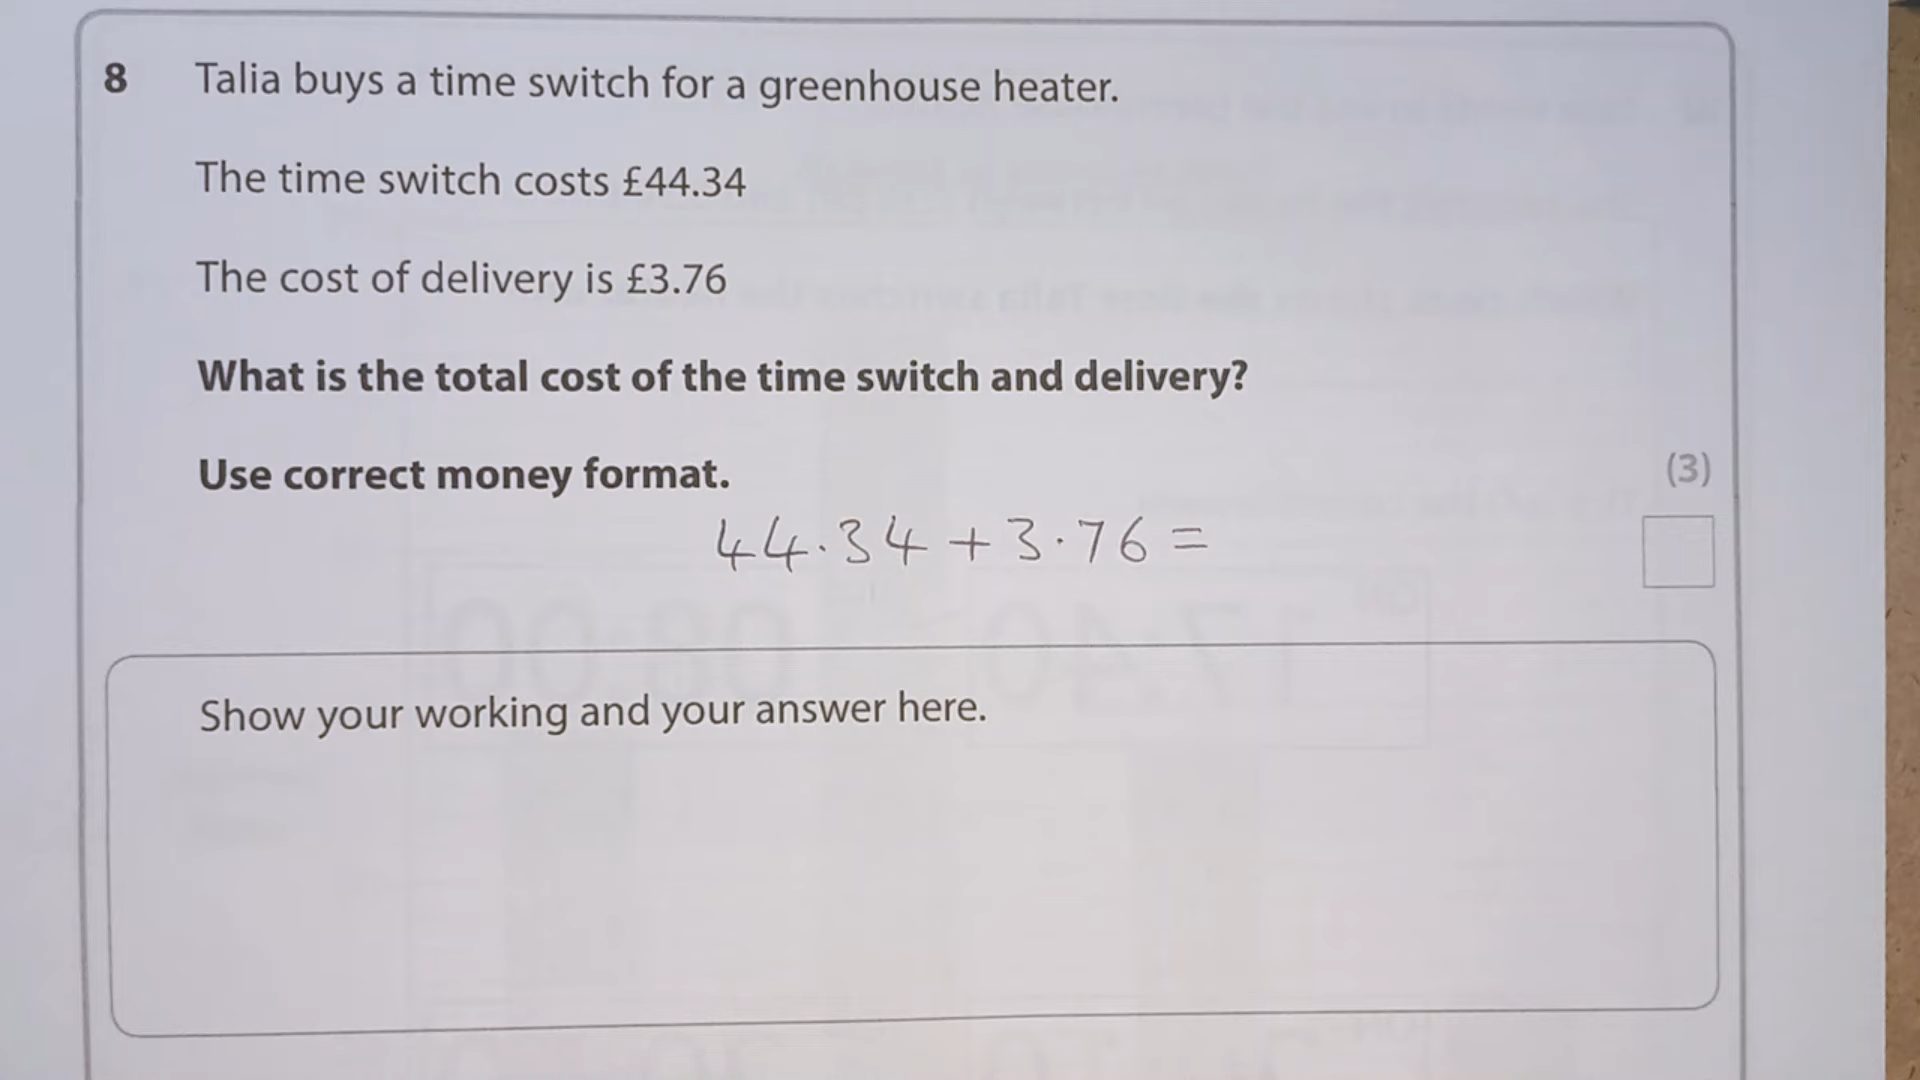 8 Talia buys a time switch for a greenhouse heater.
The time switch costs £44.34
The cost of delivery is £3.76
What is the total cost of the time switch and delivery?
Use correct money format.
(3)
44.34 + 3.76 =
Show your working and your answer here.